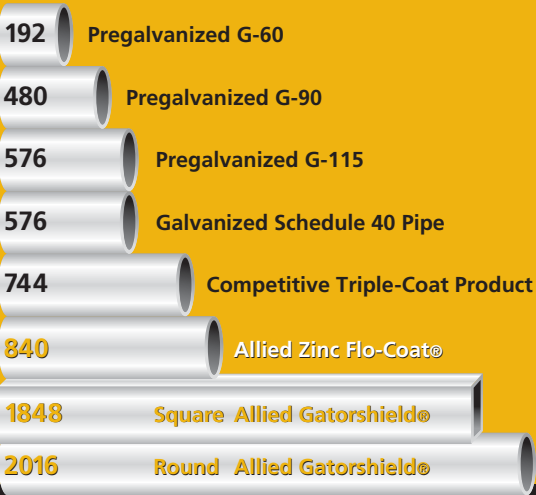 192 Pregalvanized G-60
480 Pregalvanized G-90
576 Pregalvanized G-115
576 Galvanized Schedule 40 Pipe
744 Competitive Triple-Coat Product
840 Allied Zinc Flo-Coat®
1848 Square Allied Gatorshield®
2016 Round Allied Gatorshield®